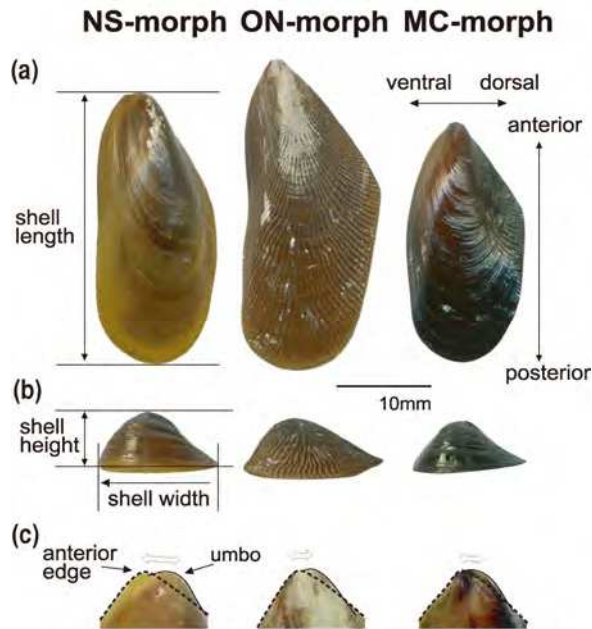 NS-morph ON-morph MC-morph
(a)
ventral dorsal
anterior
shell
length
posterior
10mm
(b)
shell
height
shell width
(c)
anterior
edge
umbo